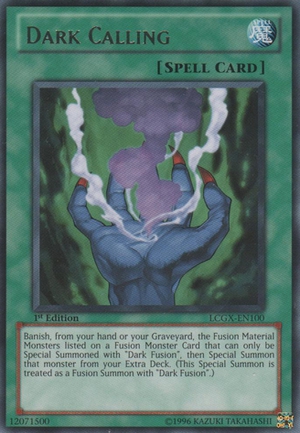 DARK CALLING
魔
[SPELL CARD]
1st Edition
LCGX-EN100
Banish, from your hand or your Graveyard, the Fusion Material
Monsters listed on a Fusion Monster Card that can only be
Special Summoned with "Dark Fusion", then Special Summon
that monster from your Extra Deck. (This Special Summon
is treated as a Fusion Summon with "Dark Fusion".)
12071500
©1996 KAZUKI TAKAHASHI